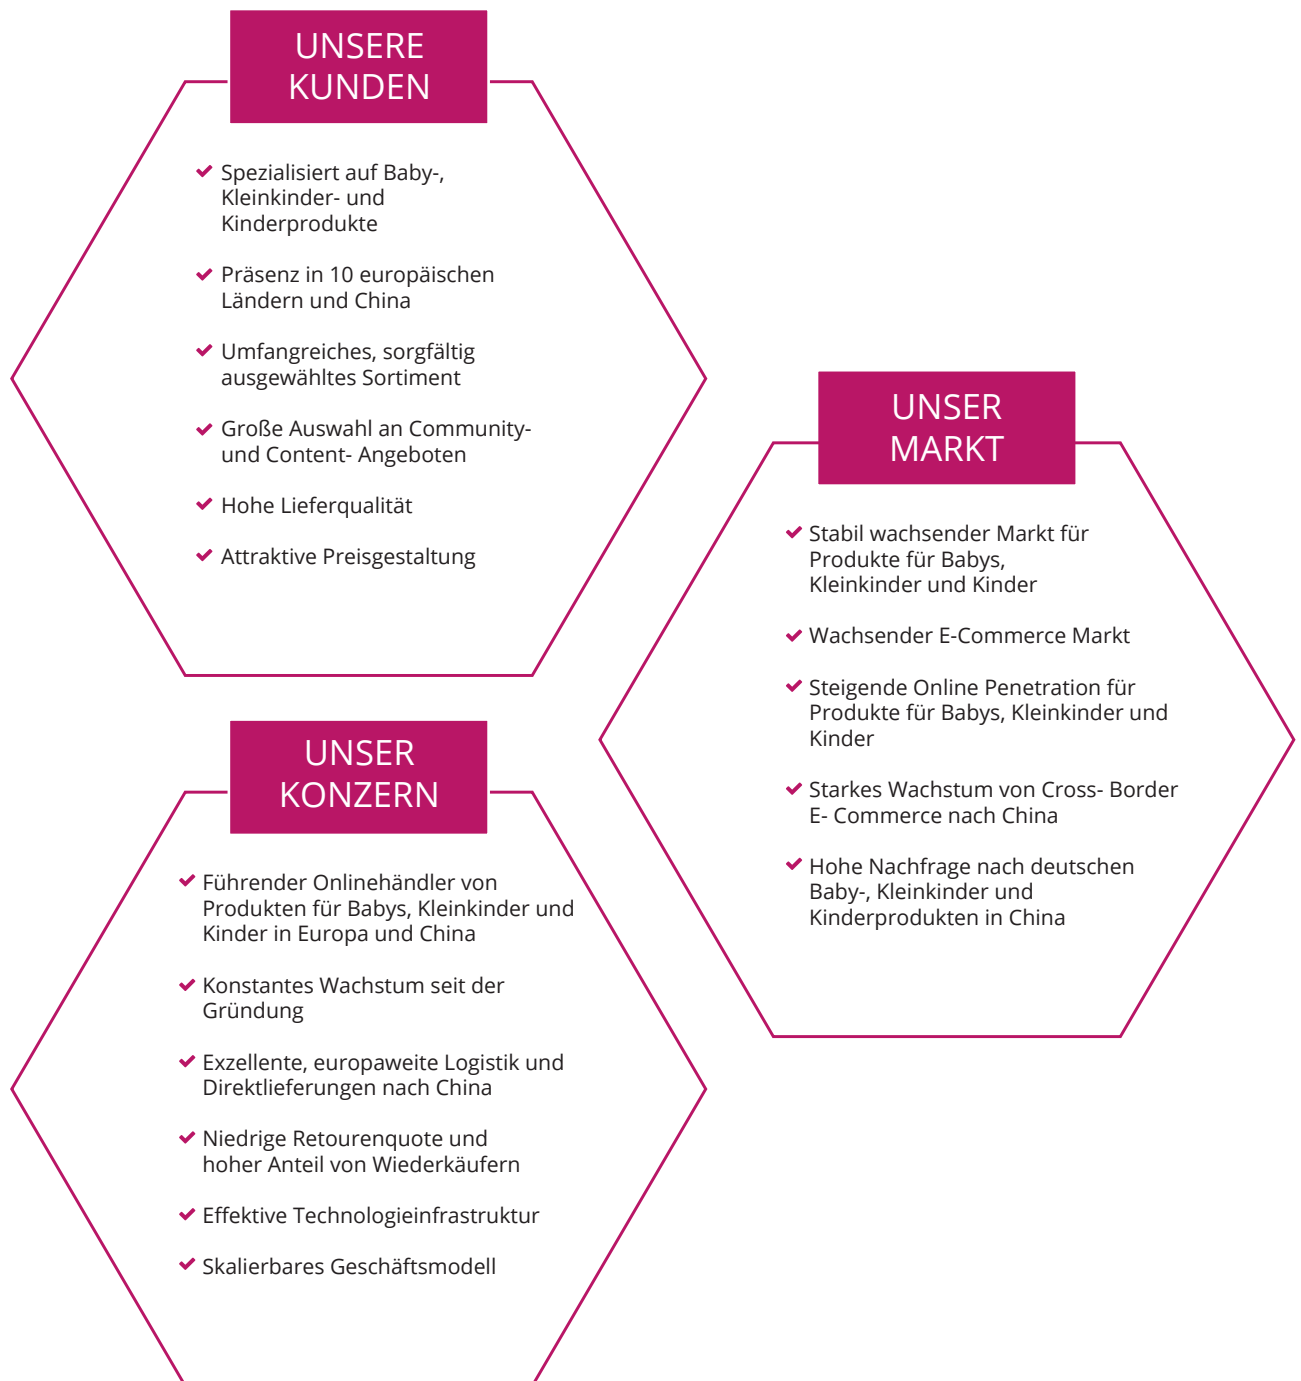 UNSERE
KUNDEN
Spezialisiert auf Baby-,
Kleinkinder- und
Kinderprodukte
Präsenz in 10 europäischen
Ländern und China
Umfangreiches, sorgfältig
ausgewähltes Sortiment
Große Auswahl an Community-
und Content- Angeboten
Hohe Lieferqualität
Attraktive Preisgestaltung
UNSER
MARKT
Stabil wachsender Markt für
Produkte für Babys,
Kleinkinder und Kinder
Wachsender E-Commerce Markt
Steigende Online Penetration für
Produkte für Babys, Kleinkinder und
Kinder
Starkes Wachstum von Cross- Border
E- Commerce nach China
Hohe Nachfrage nach deutschen
Baby-, Kleinkinder und
Kinderprodukten in China
UNSER
KONZERN
Führender Onlinehändler von
Produkten für Babys, Kleinkinder und
Kinder in Europa und China
Konstantes Wachstum seit der
Gründung
Exzellente, europaweite Logistik und
Direktlieferungen nach China
Niedrige Retourenquote und
hoher Anteil von Wiederkäufern
Effektive Technologieinfrastruktur
Skalierbares Geschäftsmodell